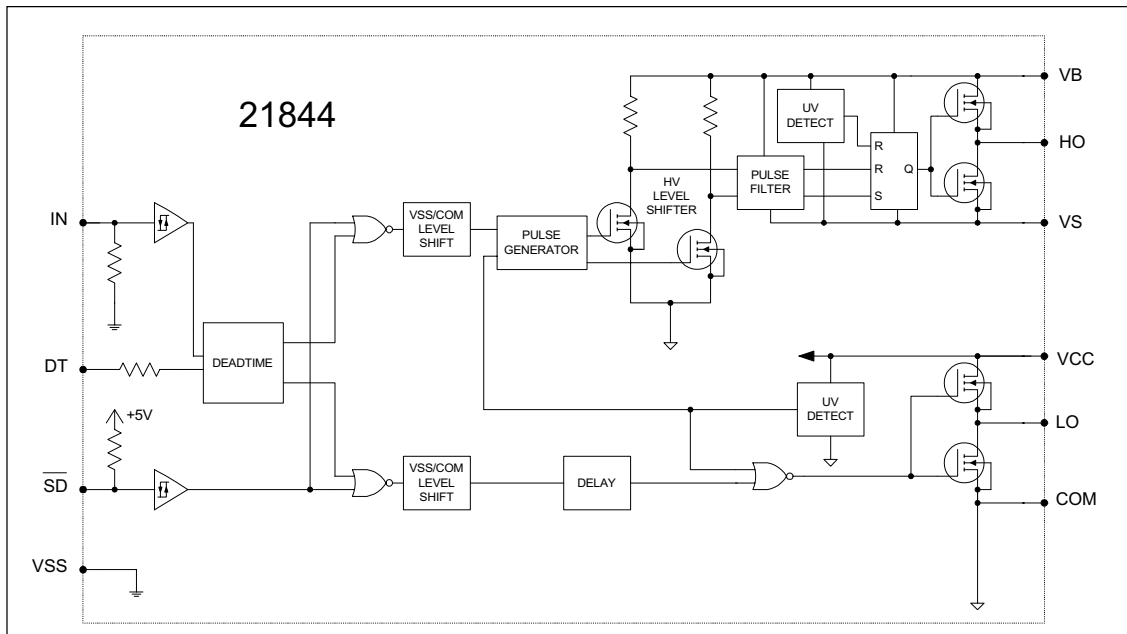 21844
VB
UV
DETECT
HO
R
R
Q
S
PULSE
FILTER
HV
LEVEL
SHIFTER
VS
IN
VSS/COM
LEVEL
SHIFT
PULSE
GENERATOR
DEADTIME
DT
+5V
SD
VSS/COM
LEVEL
SHIFT
DELAY
UV
DETECT
VCC
LO
COM
VSS